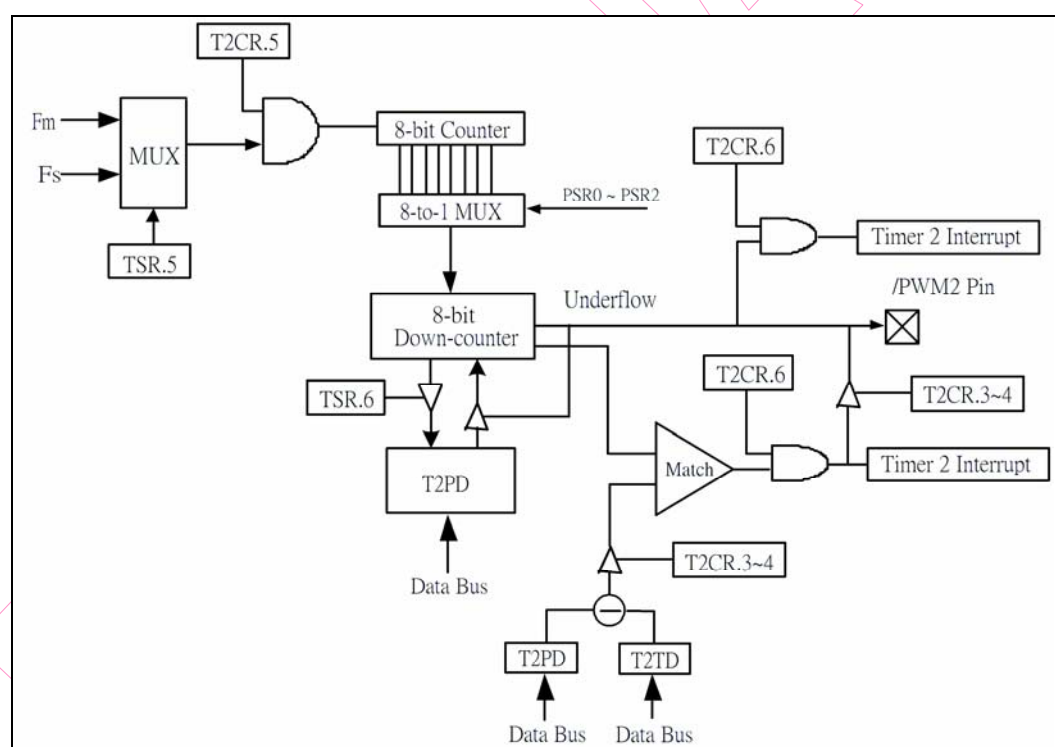 T2CR.5
Fm
Fs
MUX
TSR.5
8-bit Counter
8-to-1 MUX
PSR0 ~ PSR2
T2CR.6
Timer 2 Interrupt
/PWM2 Pin
8-bit
Down-counter
Underflow
TSR.6
T2PD
Data Bus
T2CR.6
T2CR.3~4
Match
Timer 2 Interrupt
T2CR.3~4
T2PD
T2TD
Data Bus
Data Bus